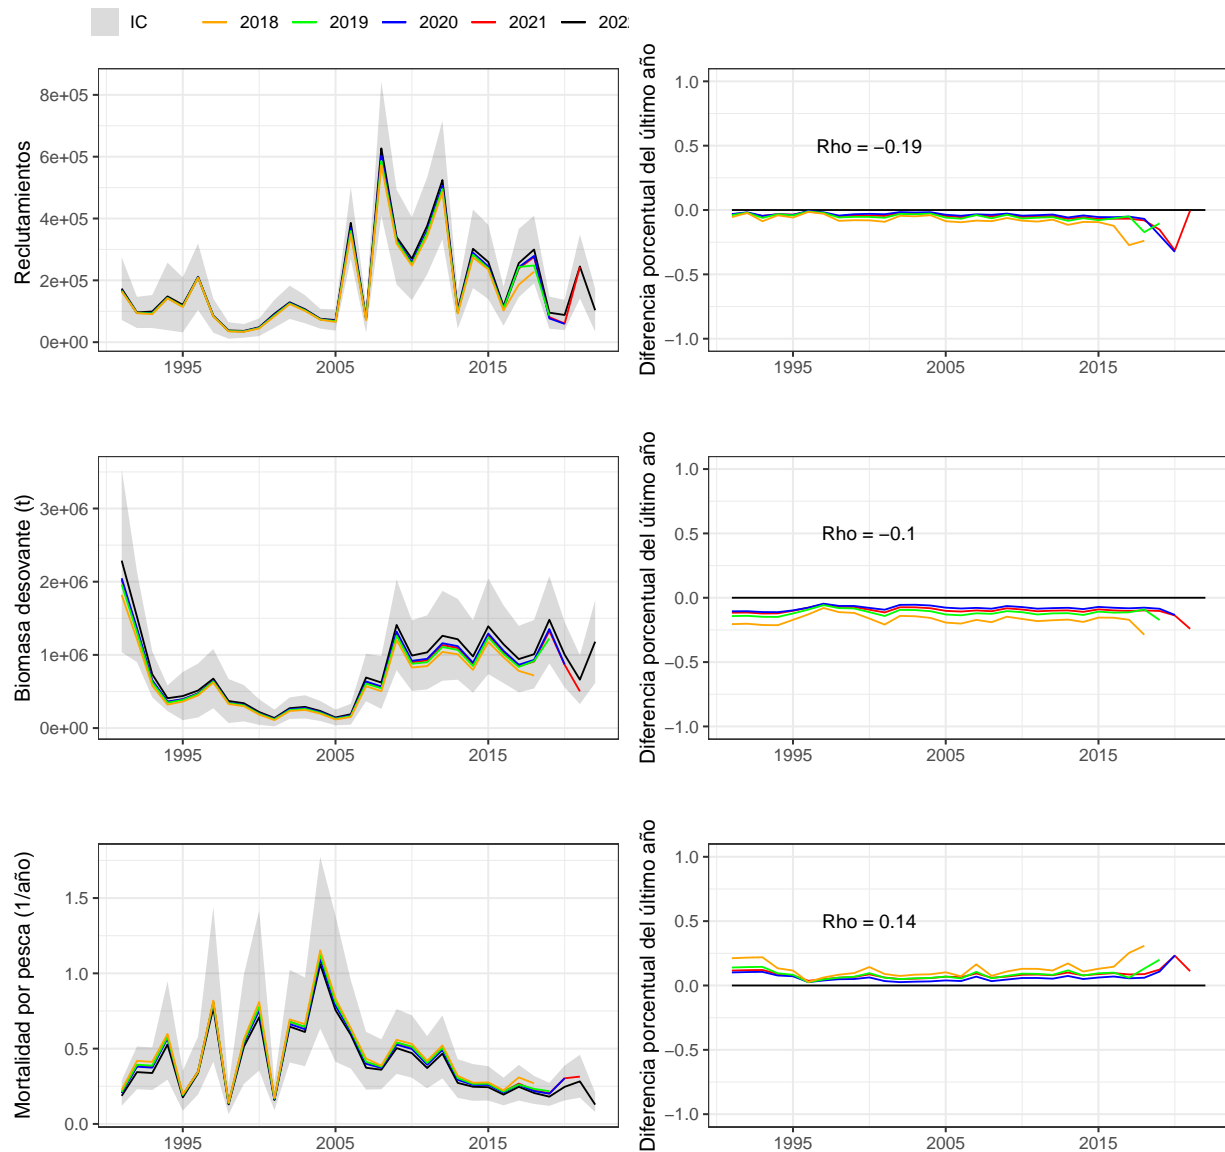 IC 2018 2019 2020 2021 202
Reclutamientos
8e+05
6e+05
4e+05
2e+05
0e+00
1995 2005 2015
Diferencia porcentual del último año
1.0
0.5
0.0
−0.5
−1.0
Rho = −0.19
1995 2005 2015
Biomasa desovante (t)
3e+06
2e+06
1e+06
0e+00
1995 2005 2015
Diferencia porcentual del último año
1.0
0.5
0.0
−0.5
−1.0
Rho = −0.1
1995 2005 2015
Mortalidad por pesca (1/año)
1.5
1.0
0.5
0.0
1995 2005 2015
Diferencia porcentual del último año
1.0
0.5
0.0
−0.5
−1.0
Rho = 0.14
1995 2005 2015